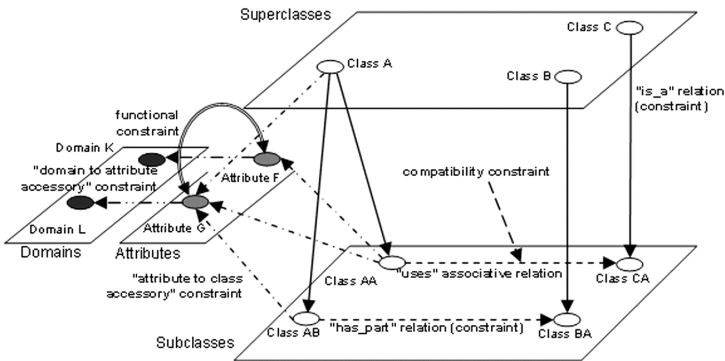 Superclasses
Class C
Class A
Class B
"is_a" relation
(constraint)
functional
constraint
Domain K
"domain to attribute
accessory" constraint
Attribute F
compatibility constraint
Domain L
Attribute G
Domains
Attributes
"attribute to class
accessory" constraint
Class AA
"uses" associative relation
Class CA
Class AB
"has_part" relation (constraint)
Class BA
Subclasses